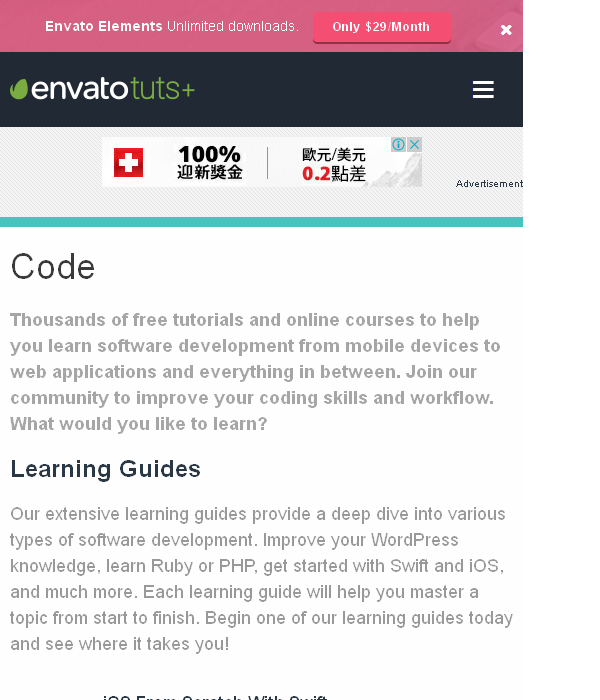 Envato Elements Unlimited downloads. Only $29/Month
envatotuts+
100% 歐元/美元
迎新獎金 0.2點差
Advertisement
Code
Thousands of free tutorials and online courses to help
you learn software development from mobile devices to
web applications and everything in between. Join our
community to improve your coding skills and workflow.
What would you like to learn?
Learning Guides
Our extensive learning guides provide a deep dive into various
types of software development. Improve your WordPress
knowledge, learn Ruby or PHP, get started with Swift and iOS,
and much more. Each learning guide will help you master a
topic from start to finish. Begin one of our learning guides today
and see where it takes you!
iOS From Scratch With Swift